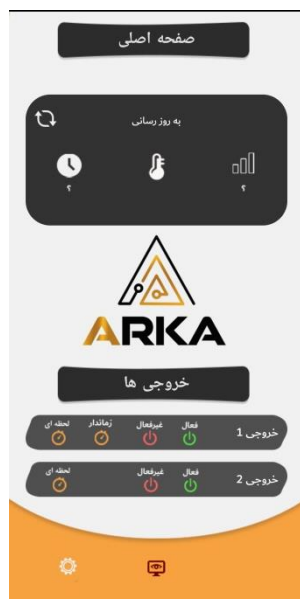 صفحه اصلی
به روز رسانی
؟ ؟
ARKA
خروجی ها
خروجی 1 فعال غیرفعال زماندار لحظه ای
خروجی 2 فعال غیرفعال لحظه ای